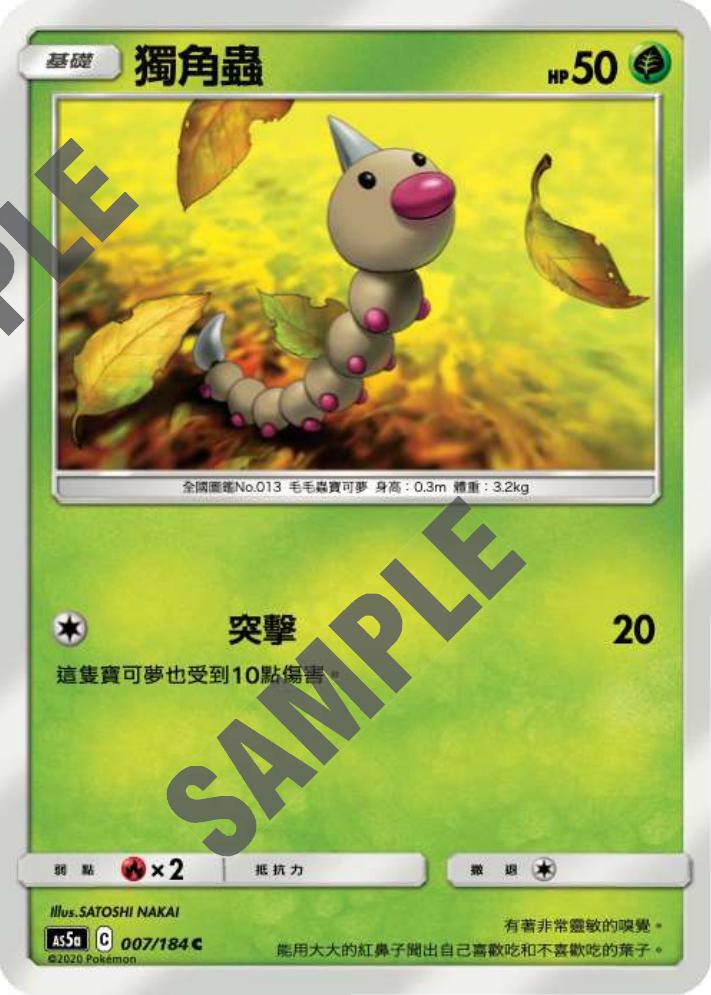 基礎 獨角蟲 HP 50
全國圖鑑No.013 毛毛蟲寶可夢 身高：0.3m 體重：3.2kg
突擊 20
這隻寶可夢也受到10點傷害。
SAMPLE
弱點 ×2 抵抗力 撤退
Illus.SATOSHI NAKAI
AS5a C 007/184 C
©2020 Pokémon
有著非常靈敏的嗅覺。
能用大大的紅鼻子聞出自己喜歡吃和不喜歡吃的葉子。